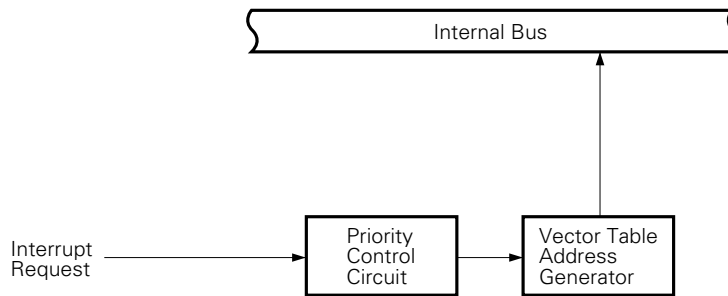 Internal Bus
Interrupt
Request
Priority
Control
Circuit
Vector Table
Address
Generator